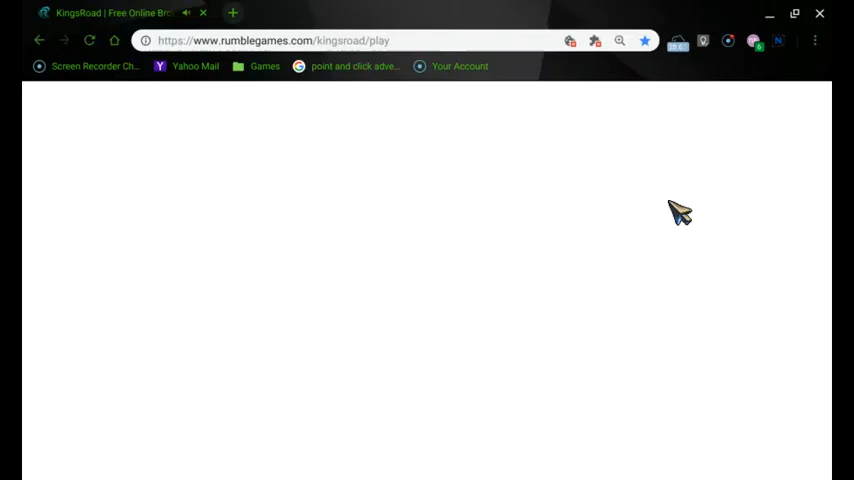 KingsRoad | Free Online Bro
https://www.rumblegames.com/kingsroad/play
Screen Recorder Ch... Yahoo Mail Games point and click adve... Your Account